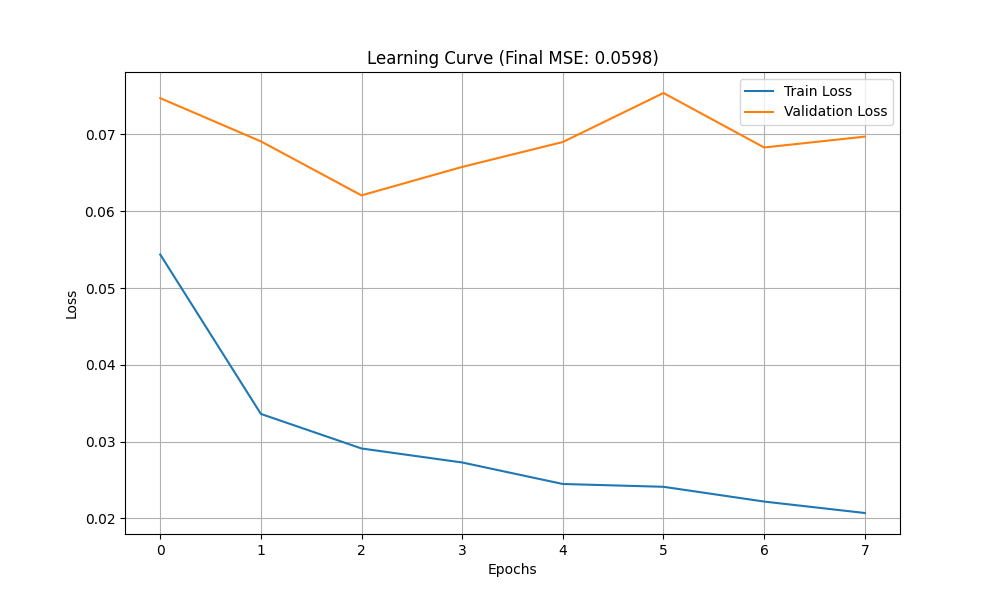 Learning Curve (Final MSE: 0.0598)
Train Loss
Validation Loss
Loss
0.07
0.06
0.05
0.04
0.03
0.02
0 1 2 3 4 5 6 7
Epochs